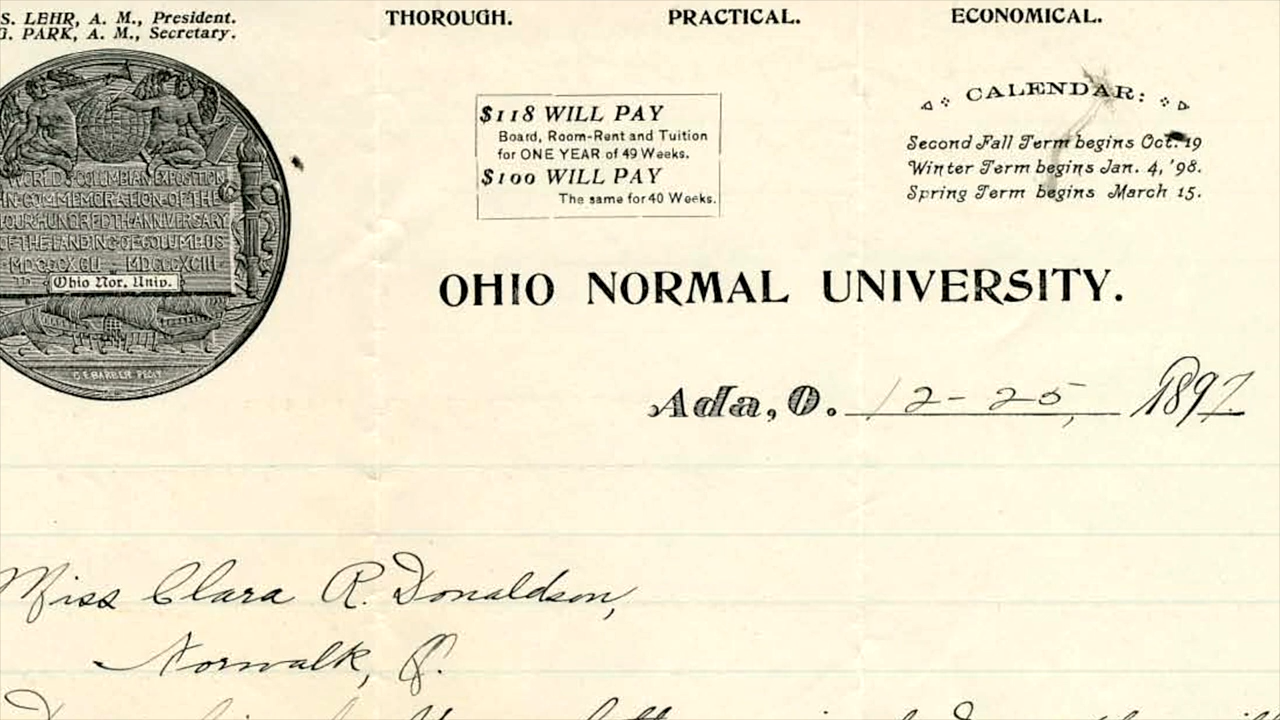 S. LEHR, A. M., President.
G. PARK, A. M., Secretary.
THOROUGH. PRACTICAL. ECONOMICAL.
WORLD'S COLUMBIAN EXPOSITION
IN COMMEMORATION OF THE
FOUR HUNDREDTH ANNIVERSARY
OF THE LANDING OF COLUMBUS
MDCCCXCII MDCCCXCIII
Ohio Nor. Univ.
$118 WILL PAY
Board, Room-Rent and Tuition
for ONE YEAR of 49 Weeks.
$100 WILL PAY
The same for 40 Weeks.
CALENDAR:
Second Fall Term begins Oct. 19
Winter Term begins Jan. 4, '98.
Spring Term begins March 15.
OHIO NORMAL UNIVERSITY.
Ada, O. 12-25, 1897.
Miss Clara R. Donaldson,
Norwalk, O.